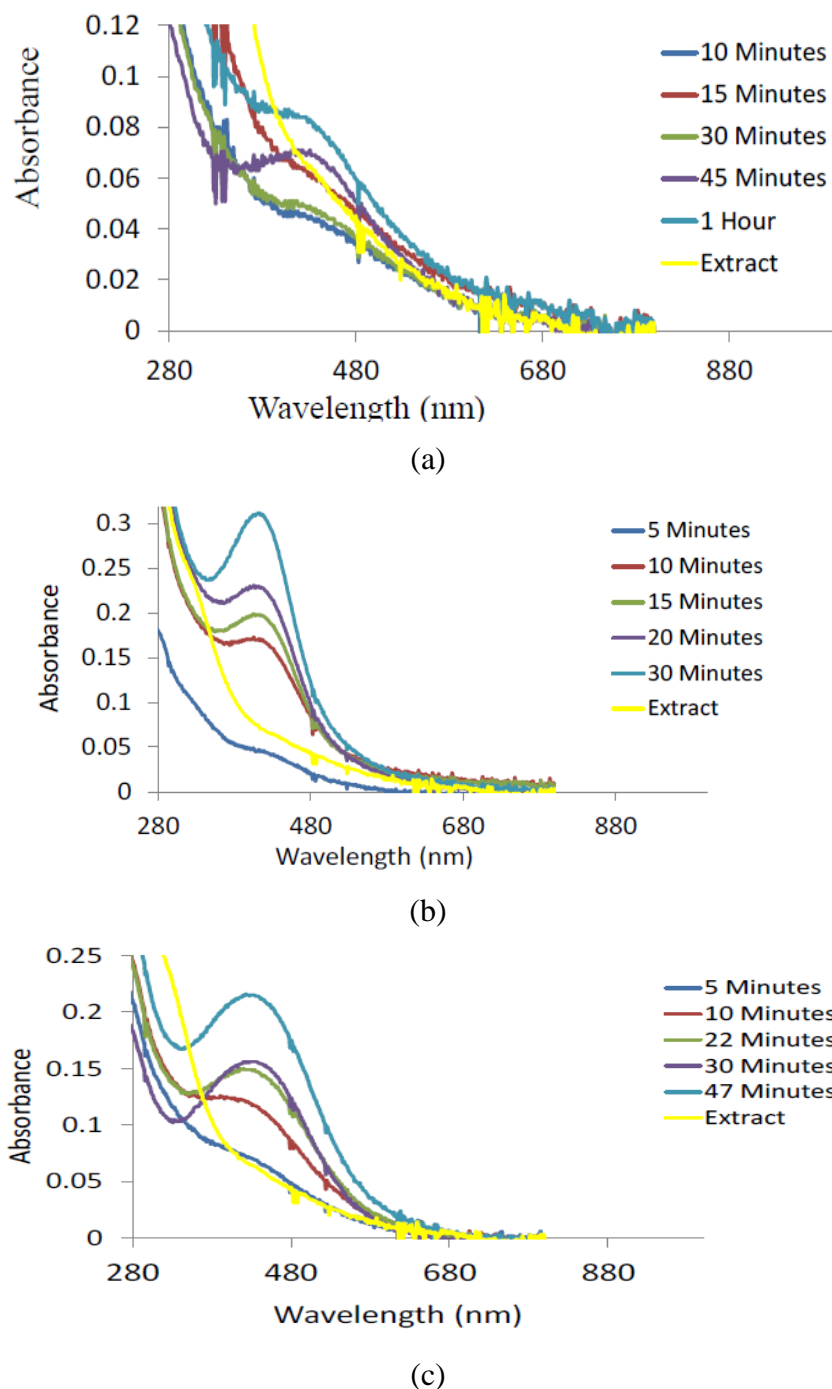 0.12
0.1
0.08
0.06
0.04
0.02
0
Absorbance
280
480
680
880
Wavelength (nm)
10 Minutes
15 Minutes
30 Minutes
45 Minutes
1 Hour
Extract
(a)
0.3
0.25
0.2
0.15
0.1
0.05
0
Absorbance
280
480
680
880
Wavelength (nm)
5 Minutes
10 Minutes
15 Minutes
20 Minutes
30 Minutes
Extract
(b)
0.25
0.2
0.15
0.1
0.05
0
Absorbance
280
480
680
880
Wavelength (nm)
5 Minutes
10 Minutes
22 Minutes
30 Minutes
47 Minutes
Extract
(c)